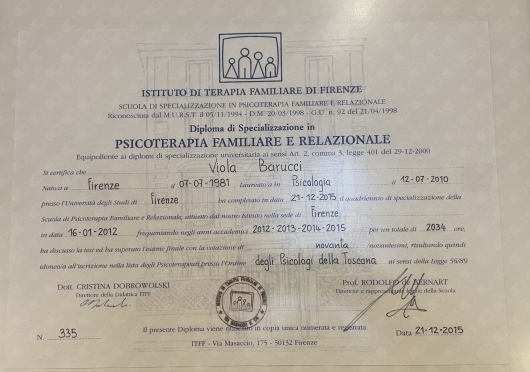 ISTITUTO DI TERAPIA FAMILIARE DI FIRENZE
SCUOLA DI SPECIALIZZAZIONE IN PSICOTERAPIA FAMILIARE E RELAZIONALE
Riconosciuta dal M.U.R.S.T. il 05/11/1994 - D.M. 20/03/1998 - G.U. n. 92 del 21/04/1998
Diploma di Specializzazione in
PSICOTERAPIA FAMILIARE E RELAZIONALE
Equipollente ai diplomi di specializzazione universitaria ai sensi Art. 2, comma 3, legge 401 del 29-12-2000
Si certifica che Viola Barucci
Nato/a a Firenze il 07-07-1981 Laureato/a in Psicologia il 12-07-2010
presso l'Università degli Studi di Firenze ha completato in data 21-12-2015 il quadriennio di specializzazione della
Scuola di Psicoterapia Familiare e Relazionale, attivato dal nostro Istituto nella sede di Firenze
in data 16-01-2012 frequentando negli anni accademici 2012-2013-2014-2015 per un totale di 2034 ore,
ha discusso la tesi ed ha superato l'esame finale con la votazione di novanta /novantesimi, risultando quindi
idoneo/a all'iscrizione nella lista degli Psicoterapeuti presso l'Ordine degli Psicologi della Toscana ai sensi della Legge 56/89
Dott. CRISTINA DOBROWOLSKI Prof. RODOLFO de BERNART
Direttore della Didattica ITFF Direttore e rappresentante legale della Scuola
N. 335 Il presente Diploma viene in copia unica numerata e registrata Data 21-12-2015
ITFF - Via Masaccio, 175 - 50132 Firenze